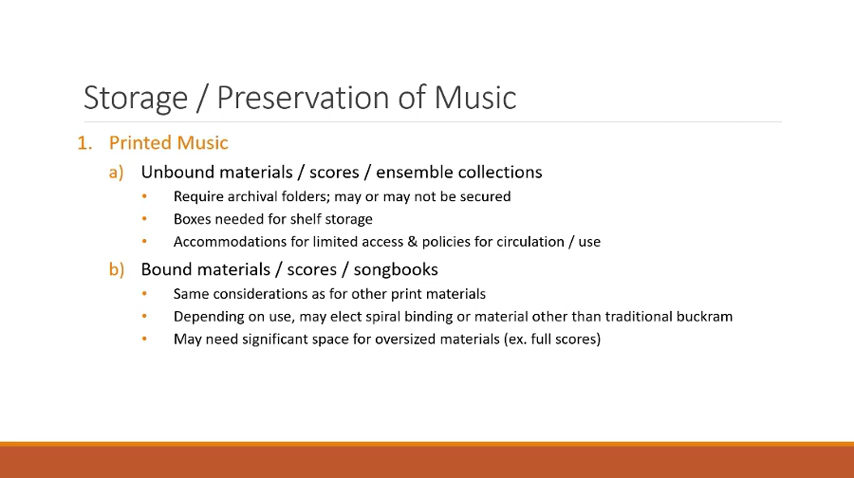 Storage / Preservation of Music
1. Printed Music
a) Unbound materials / scores / ensemble collections
• Require archival folders; may or may not be secured
• Boxes needed for shelf storage
• Accommodations for limited access & policies for circulation / use
b) Bound materials / scores / songbooks
• Same considerations as for other print materials
• Depending on use, may elect spiral binding or material other than traditional buckram
• May need significant space for oversized materials (ex. full scores)